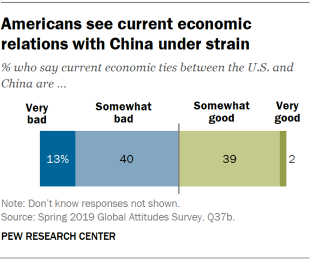 Americans see current economic
relations with China under strain
% who say current economic ties between the U.S. and
China are ...
Very bad
Somewhat bad
Somewhat good
Very good
13%
40
39
2
Note: Don't know responses not shown.
Source: Spring 2019 Global Attitudes Survey. Q37b.
PEW RESEARCH CENTER